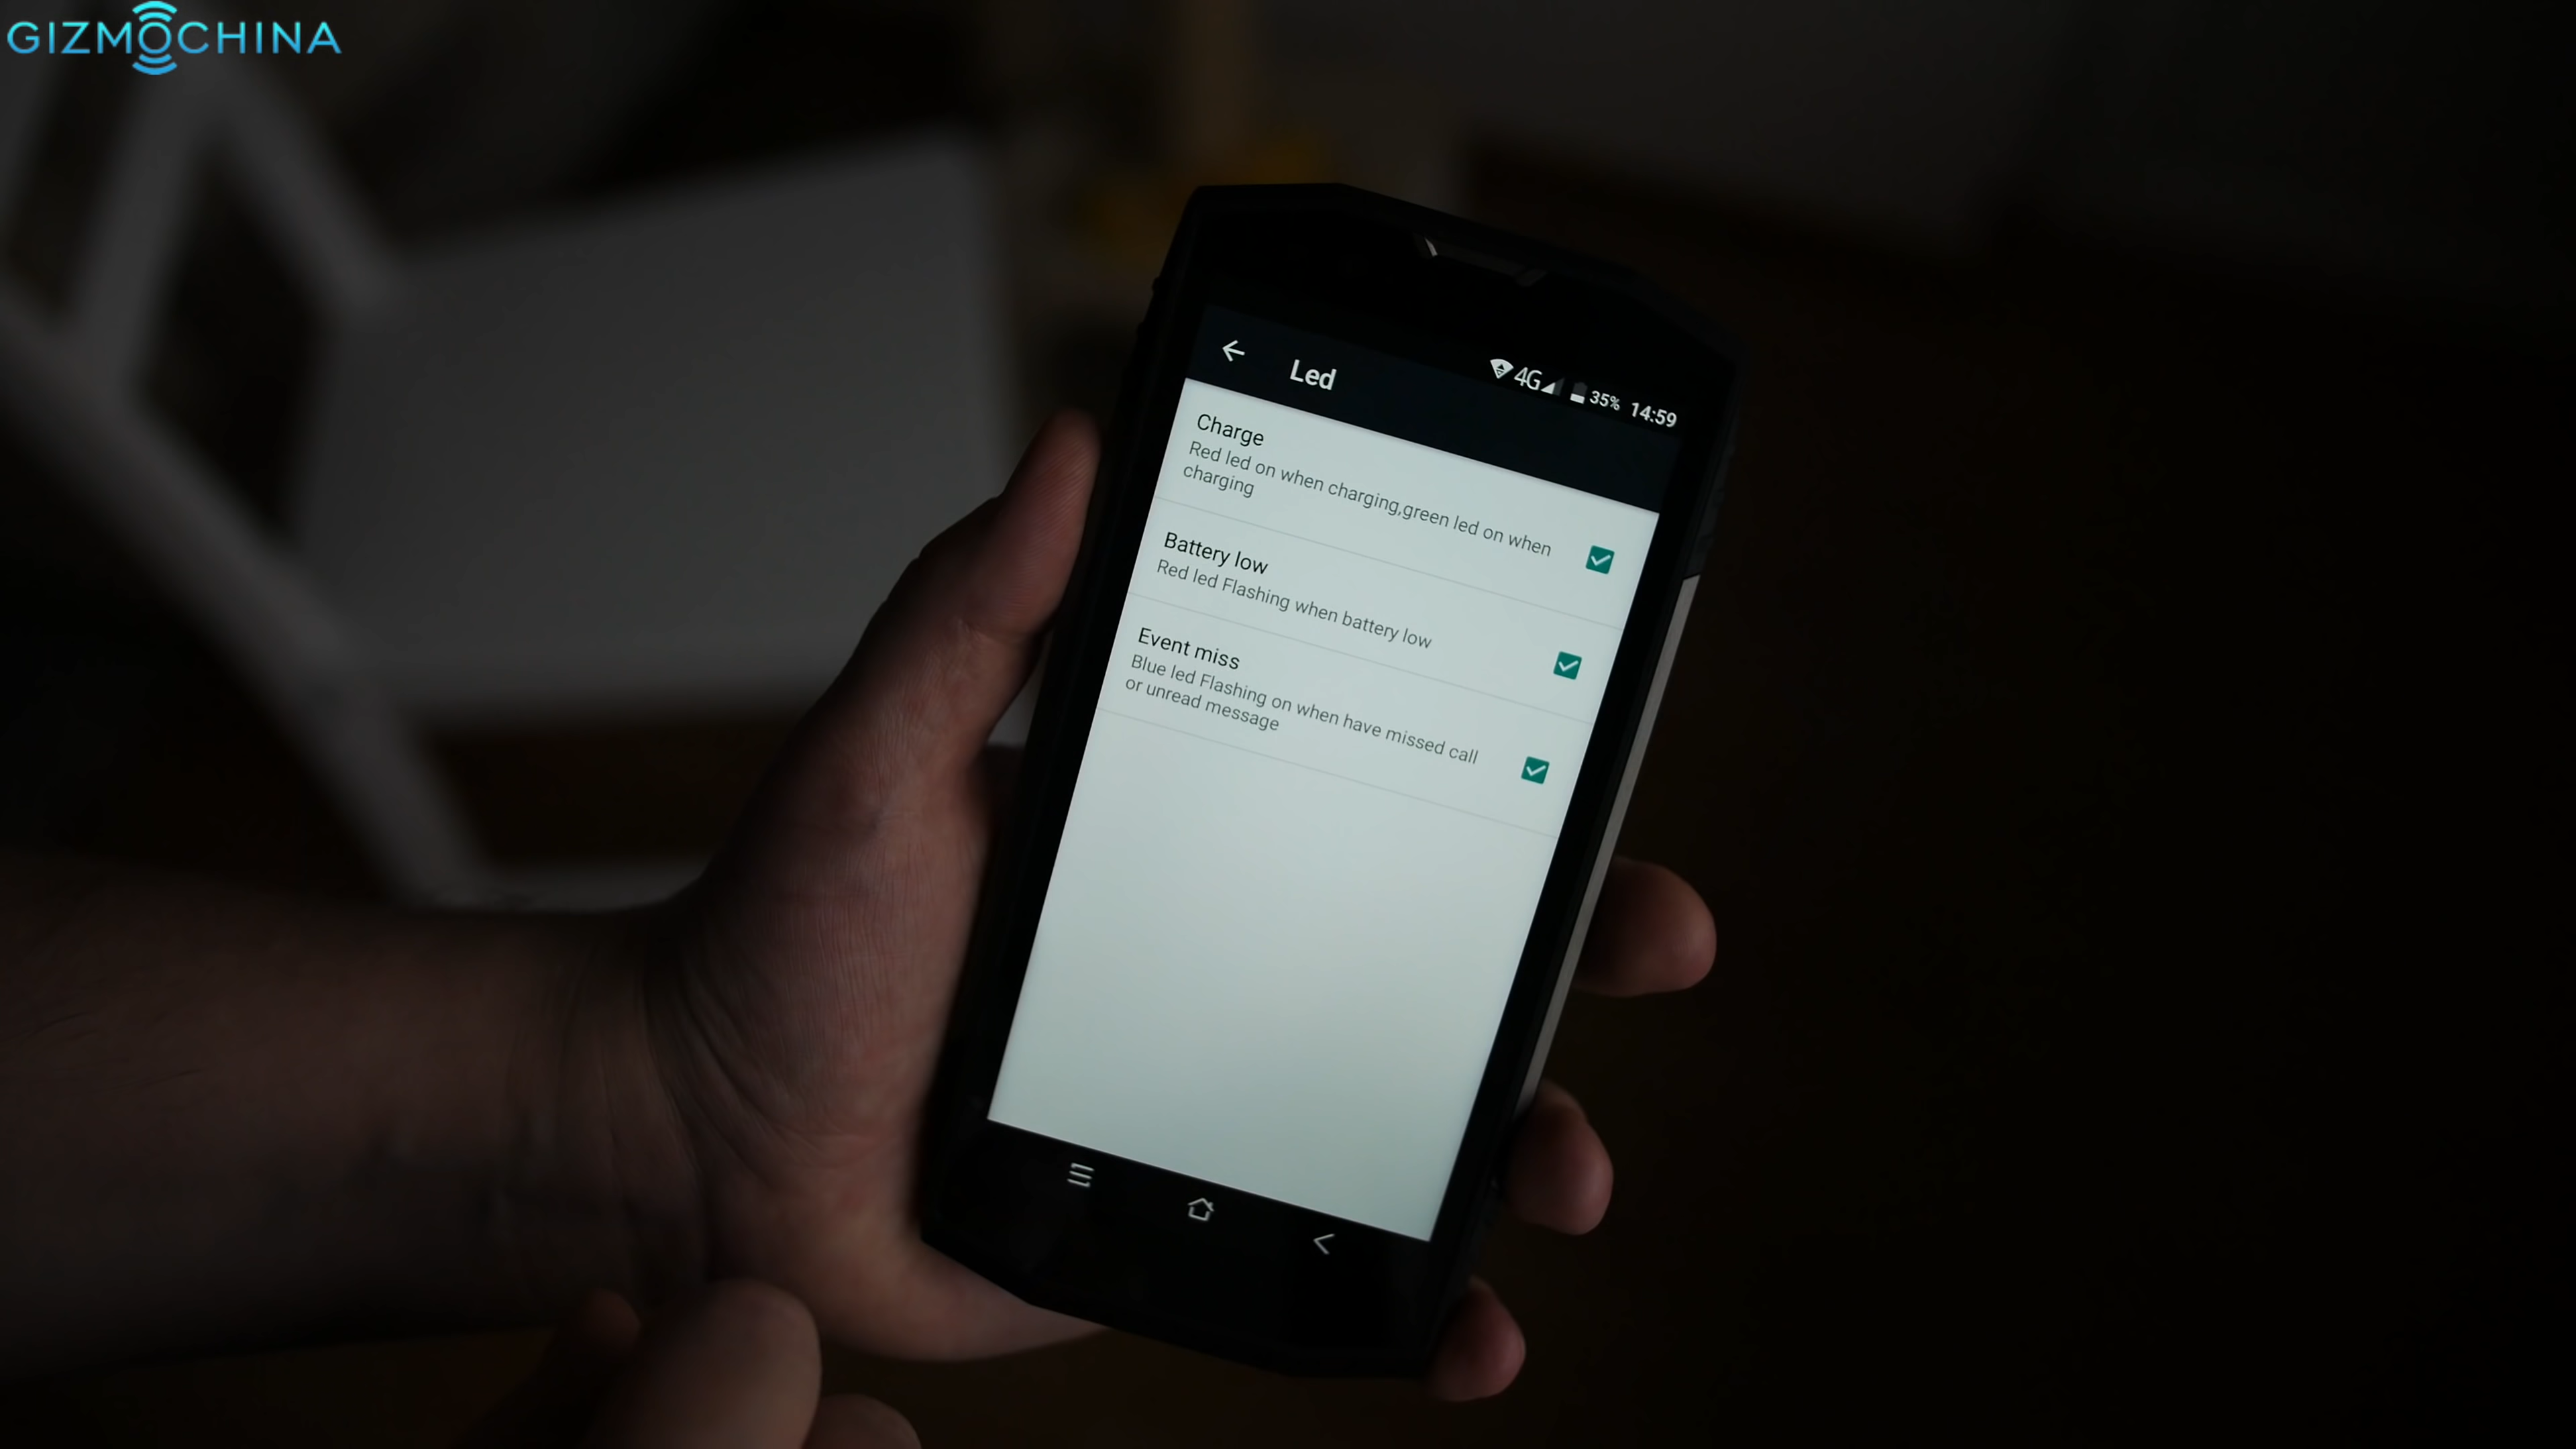 GIZMOCHINA
4G 35% 14:59
Led
Charge
Red led on when charging,green led on when
charging
Battery low
Red led Flashing when battery low
Event miss
Blue led Flashing on when have missed call
or unread message